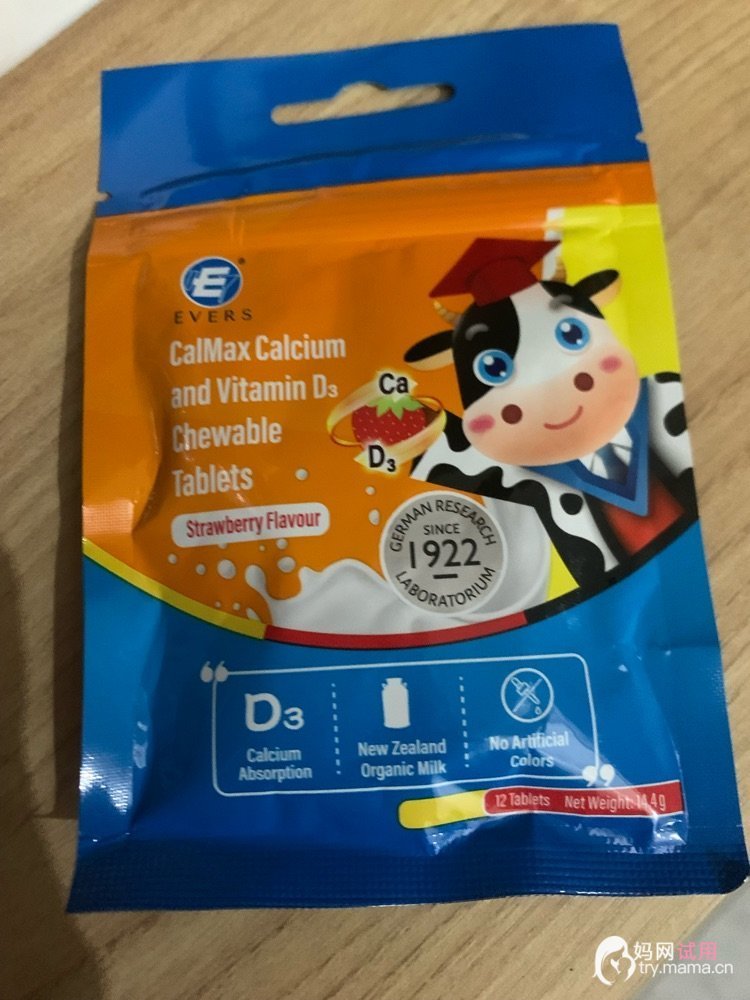 E
EVERS
CalMax Calcium
and Vitamin D₃
Chewable
Tablets
Strawberry Flavour
Ca
D₃
GERMAN RESEARCH
SINCE
1922
LABORATORIUM
“
D₃
Calcium
Absorption
New Zealand
Organic Milk
No Artificial
Colors
”
12 Tablets Net Weight: 14.4g
妈网试用
try.mama.cn